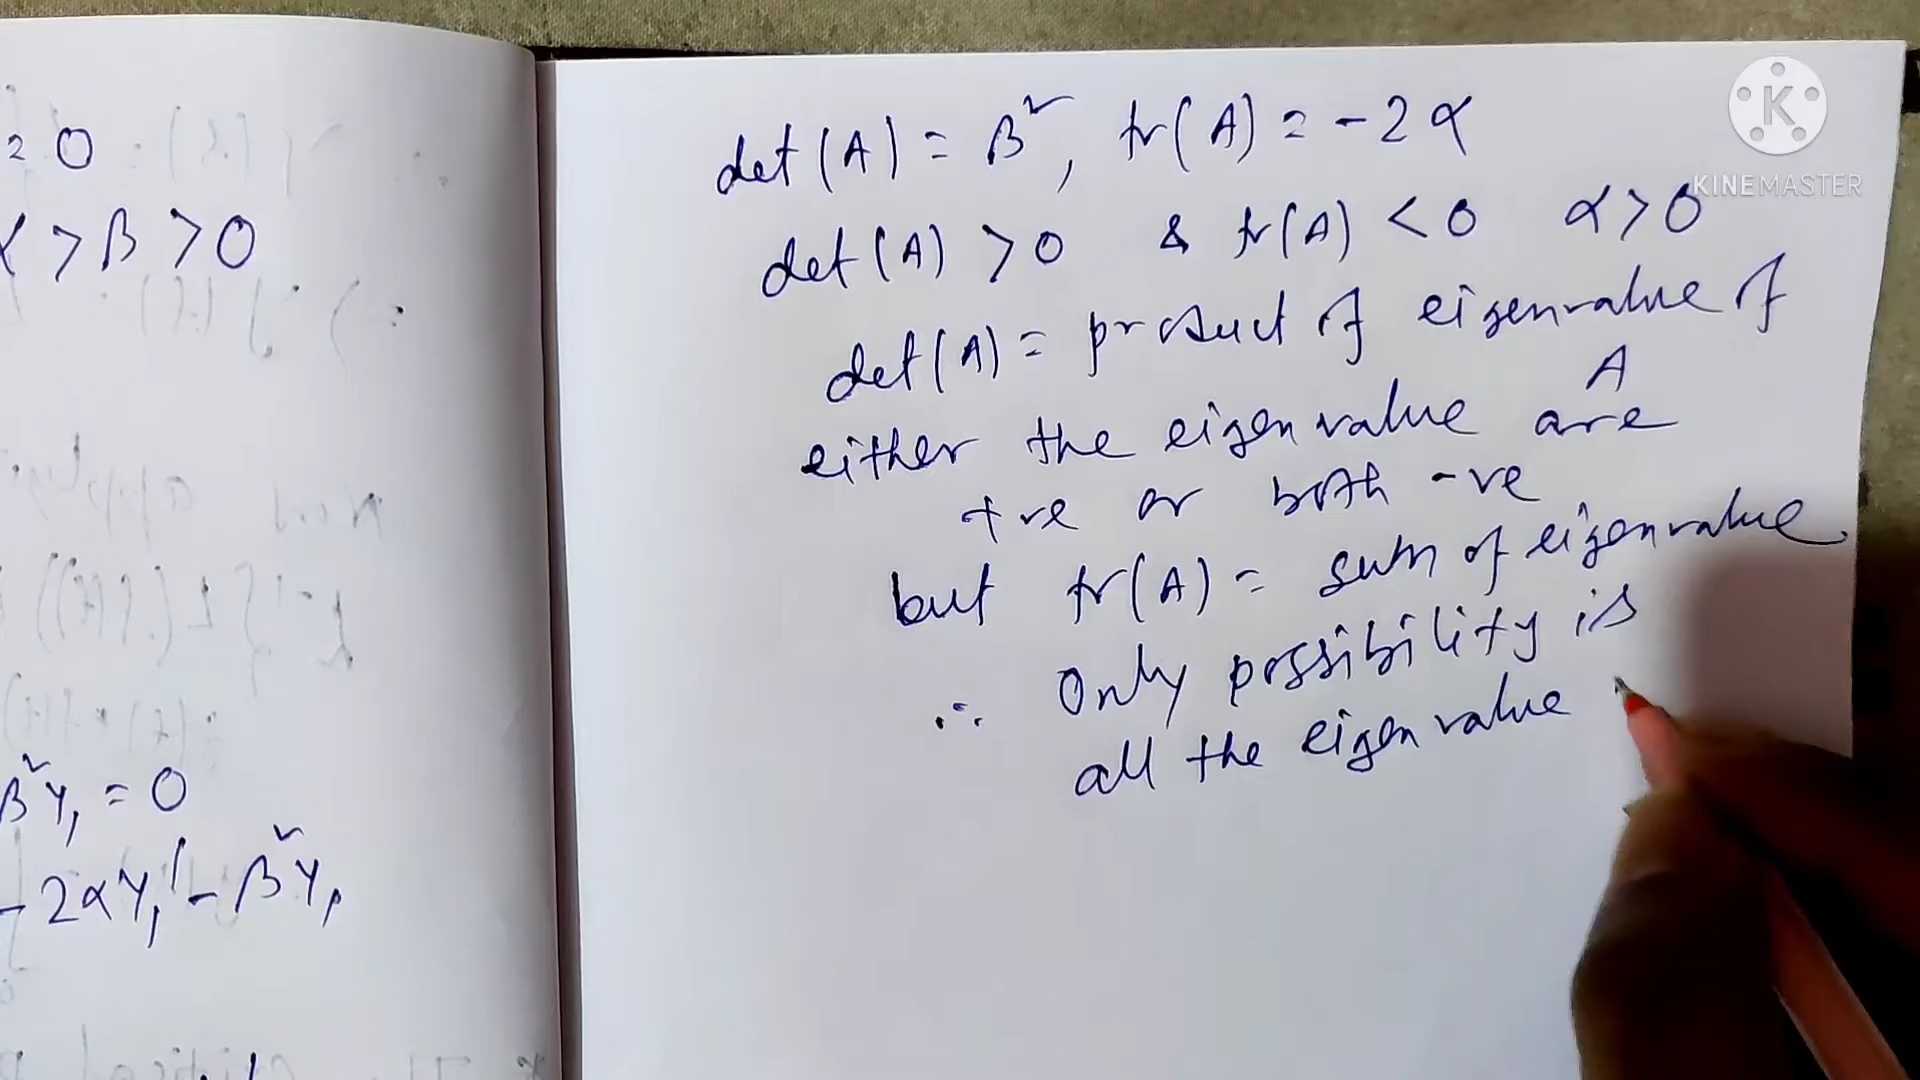 = 0
α > β > 0
β²y₁ = 0
- 2αy₁' - β²y₁
det(A) = β², tr(A) = -2α
det(A) > 0 & tr(A) < 0 α > 0
det(A) = product of eigenvalue of
A
either the eigenvalue are
+ve or both -ve
but tr(A) = sum of eigenvalue
∴ Only possibility is
all the eigenvalue
KINEMASTER